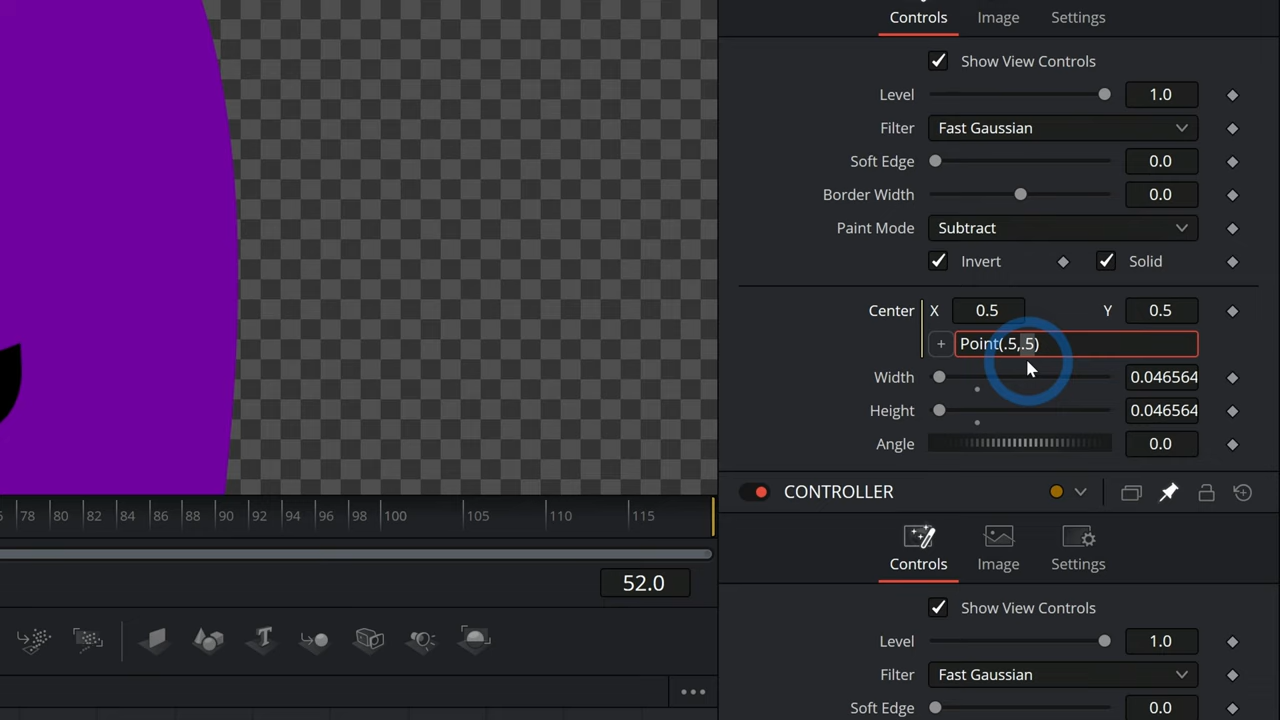 Controls Image Settings
Show View Controls
Level 1.0
Filter Fast Gaussian
Soft Edge 0.0
Border Width 0.0
Paint Mode Subtract
Invert Solid
Center X 0.5 Y 0.5
+ Point(.5,.5)
Width 0.046564
Height 0.046564
Angle 0.0
CONTROLLER
78 80 82 84 86 88 90 92 94 96 98 100 105 110 115
Controls Image Settings
52.0
Show View Controls
Level 1.0
Filter Fast Gaussian
Soft Edge 0.0